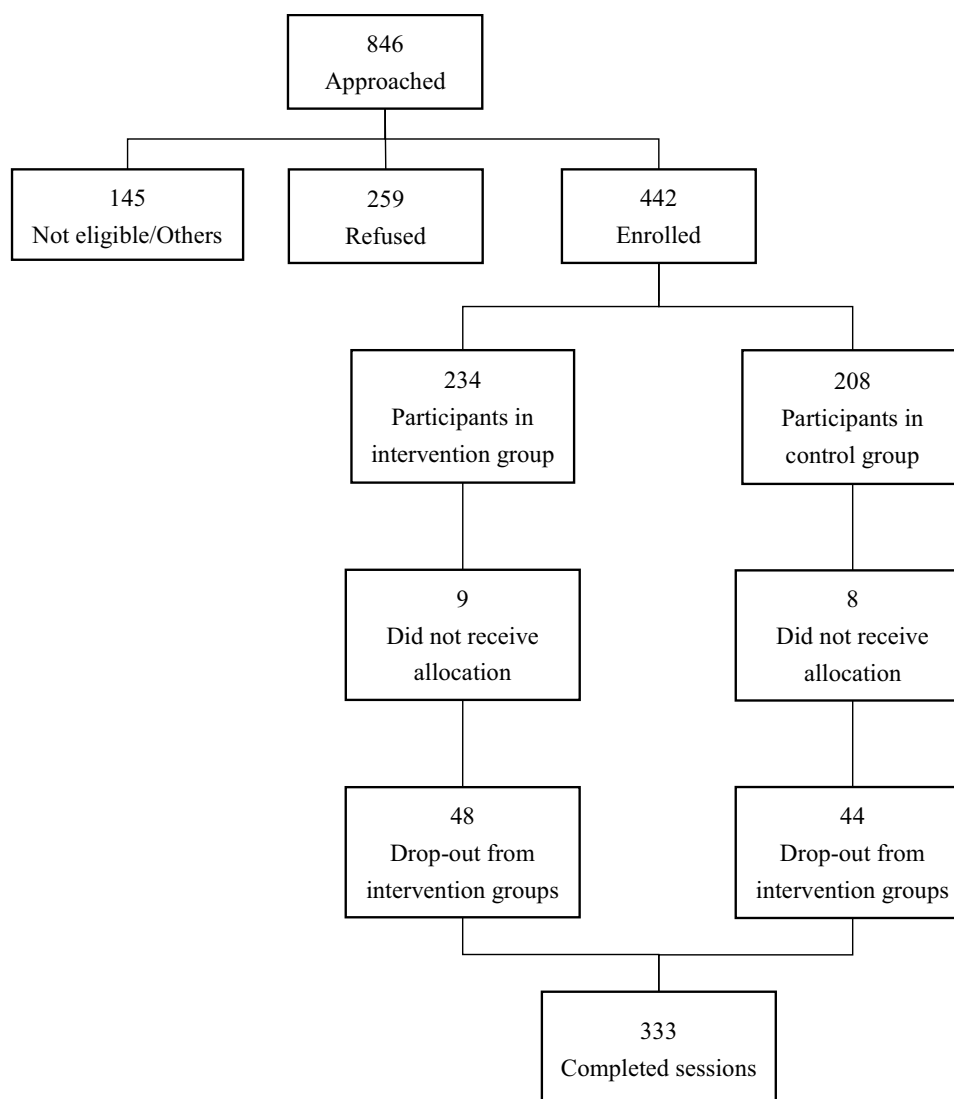 846
Approached
145
Not eligible/Others
259
Refused
442
Enrolled
234
Participants in
intervention group
208
Participants in
control group
9
Did not receive
allocation
8
Did not receive
allocation
48
Drop-out from
intervention groups
44
Drop-out from
intervention groups
333
Completed sessions